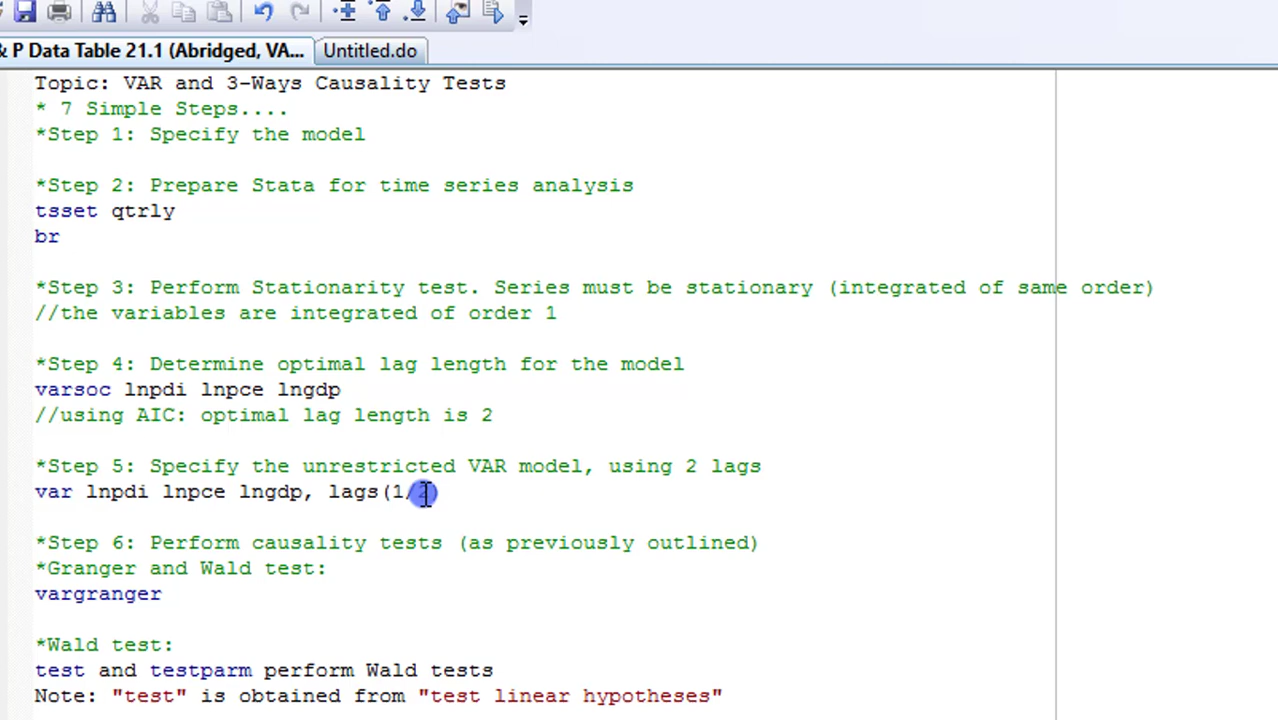 & P Data Table 21.1 (Abridged, VA... Untitled.do
Topic: VAR and 3-Ways Causality Tests
* 7 Simple Steps....
*Step 1: Specify the model
*Step 2: Prepare Stata for time series analysis
tsset qtrly
br
*Step 3: Perform Stationarity test. Series must be stationary (integrated of same order)
//the variables are integrated of order 1
*Step 4: Determine optimal lag length for the model
varsoc lnpdi lnpce lngdp
//using AIC: optimal lag length is 2
*Step 5: Specify the unrestricted VAR model, using 2 lags
var lnpdi lnpce lngdp, lags(1/2)
*Step 6: Perform causality tests (as previously outlined)
*Granger and Wald test:
vargranger
*Wald test:
test and testparm perform Wald tests
Note: "test" is obtained from "test linear hypotheses"